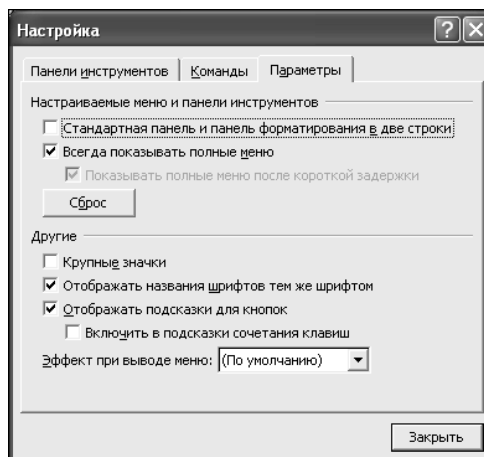 Настройка
Панели инструментов Команды Параметры
Настраиваемые меню и панели инструментов
Стандартная панель и панель форматирования в две строки
Всегда показывать полные меню
Показывать полные меню после короткой задержки
Сброс
Другие
Крупные значки
Отображать названия шрифтов тем же шрифтом
Отображать подсказки для кнопок
Включить в подсказки сочетания клавиш
Эффект при выводе меню: (По умолчанию)
Закрыть